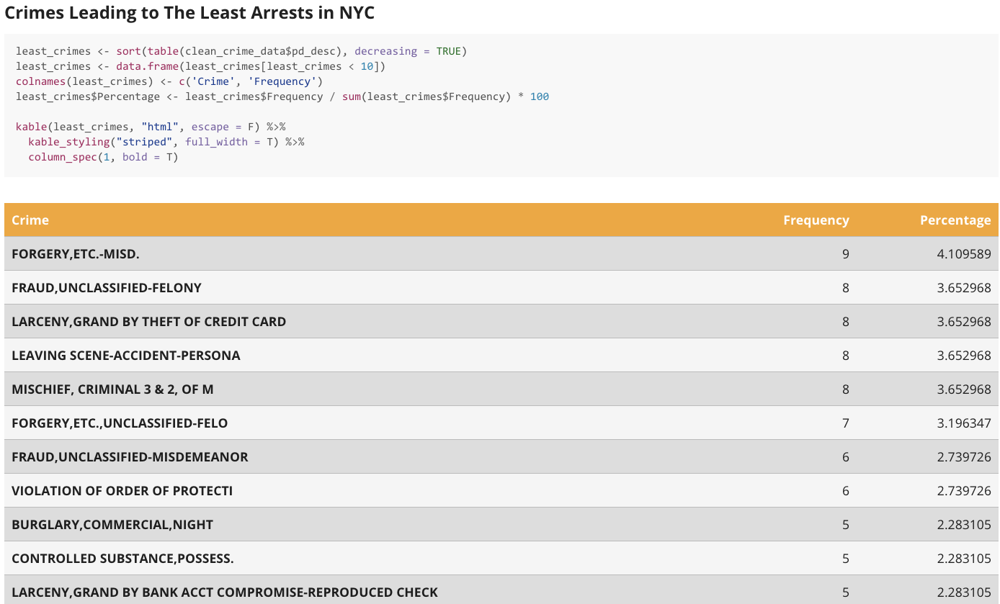 Crimes Leading to The Least Arrests in NYC
least_crimes <- sort(table(clean_crime_data$pd_desc), decreasing = TRUE)
least_crimes <- data.frame(least_crimes[least_crimes < 10])
colnames(least_crimes) <- c('Crime', 'Frequency')
least_crimes$Percentage <- least_crimes$Frequency / sum(least_crimes$Frequency) * 100
kable(least_crimes, "html", escape = F) %>%
  kable_styling("striped", full_width = T) %>%
  column_spec(1, bold = T)
Crime Frequency Percentage
FORGERY,ETC.-MISD. 9 4.109589
FRAUD,UNCLASSIFIED-FELONY 8 3.652968
LARCENY,GRAND BY THEFT OF CREDIT CARD 8 3.652968
LEAVING SCENE-ACCIDENT-PERSONA 8 3.652968
MISCHIEF, CRIMINAL 3 & 2, OF M 8 3.652968
FORGERY,ETC.,UNCLASSIFIED-FELO 7 3.196347
FRAUD,UNCLASSIFIED-MISDEMEANOR 6 2.739726
VIOLATION OF ORDER OF PROTECTI 6 2.739726
BURGLARY,COMMERCIAL,NIGHT 5 2.283105
CONTROLLED SUBSTANCE,POSSESS. 5 2.283105
LARCENY,GRAND BY BANK ACCT COMPROMISE-REPRODUCED CHECK 5 2.283105